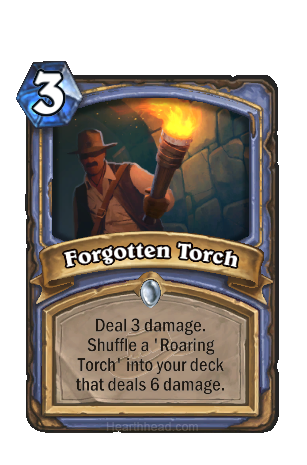 3
Forgotten Torch
Deal 3 damage.
Shuffle a 'Roaring
Torch' into your deck
that deals 6 damage.
Hearthhead.com